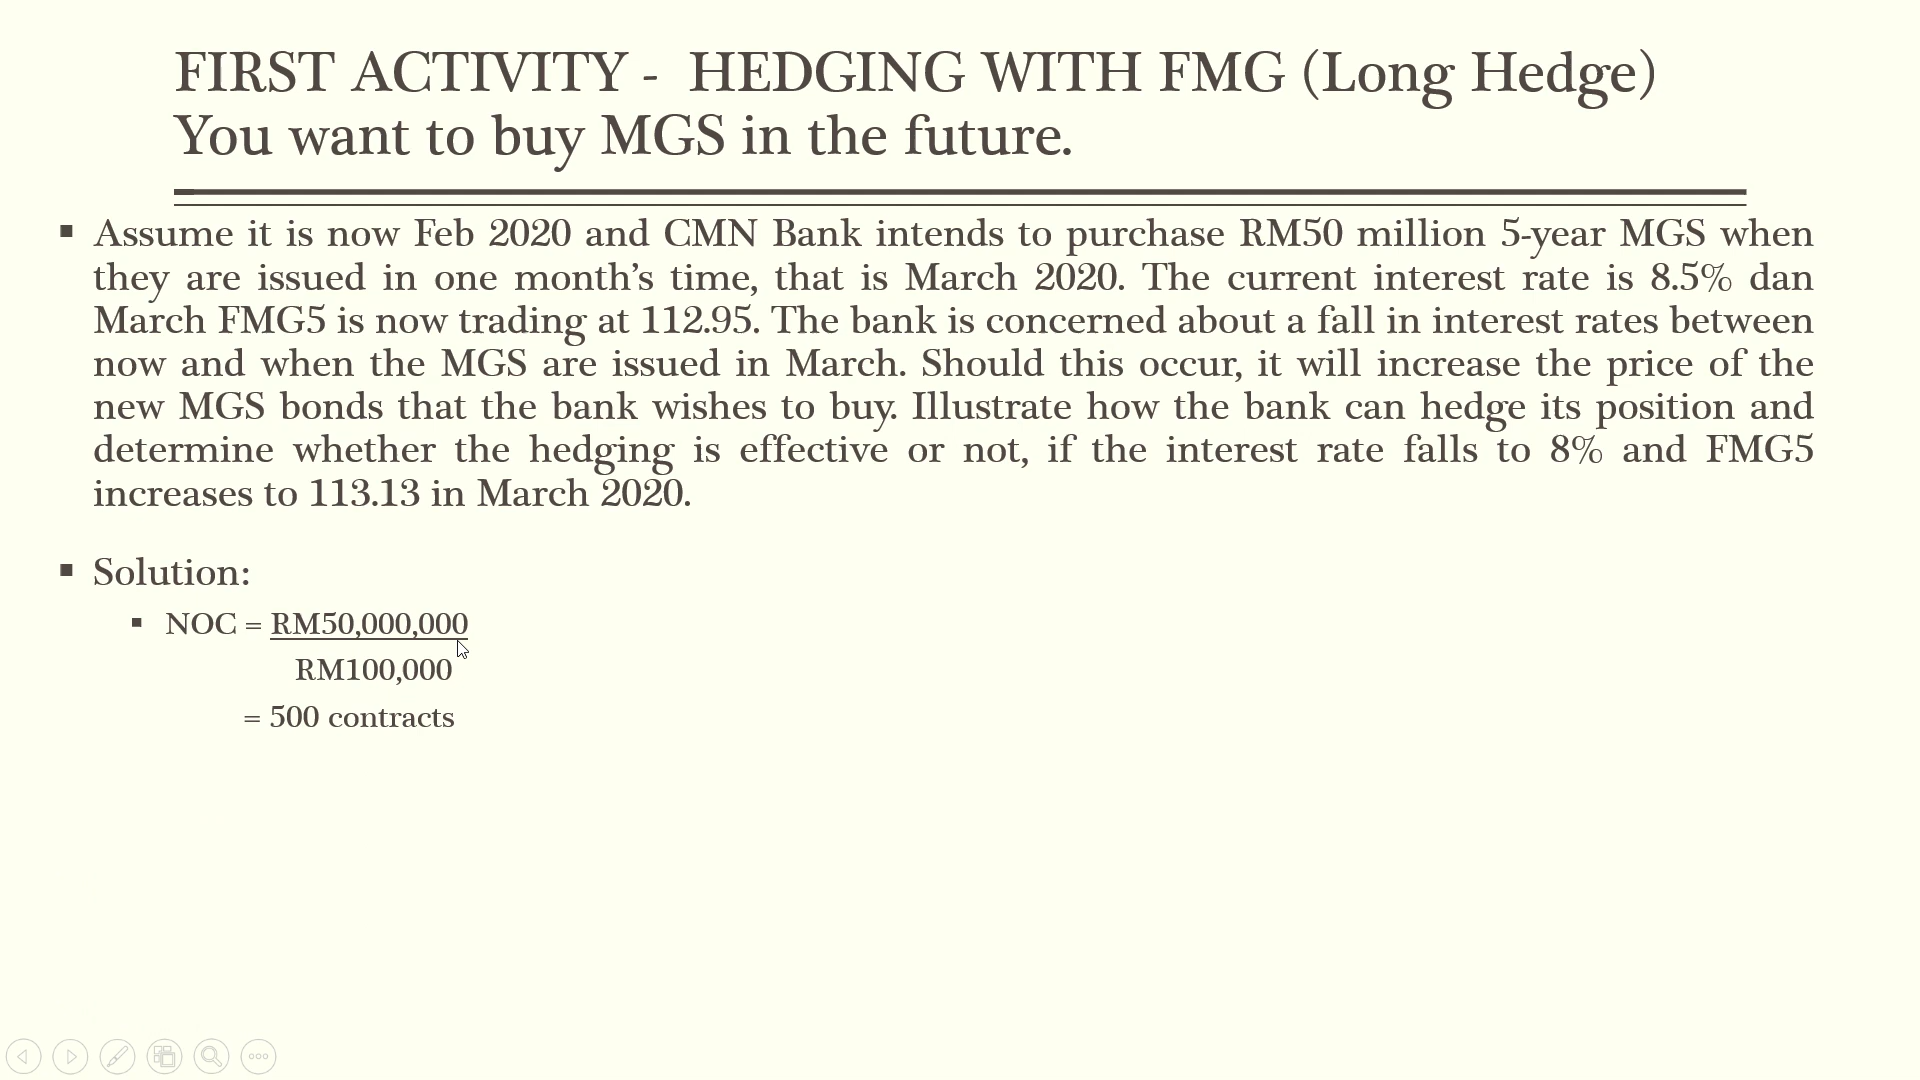 FIRST ACTIVITY - HEDGING WITH FMG (Long Hedge)
You want to buy MGS in the future.
▪ Assume it is now Feb 2020 and CMN Bank intends to purchase RM50 million 5-year MGS when
they are issued in one month’s time, that is March 2020. The current interest rate is 8.5% dan
March FMG5 is now trading at 112.95. The bank is concerned about a fall in interest rates between
now and when the MGS are issued in March. Should this occur, it will increase the price of the
new MGS bonds that the bank wishes to buy. Illustrate how the bank can hedge its position and
determine whether the hedging is effective or not, if the interest rate falls to 8% and FMG5
increases to 113.13 in March 2020.
▪ Solution:
▪ NOC = RM50,000,000
RM100,000
= 500 contracts